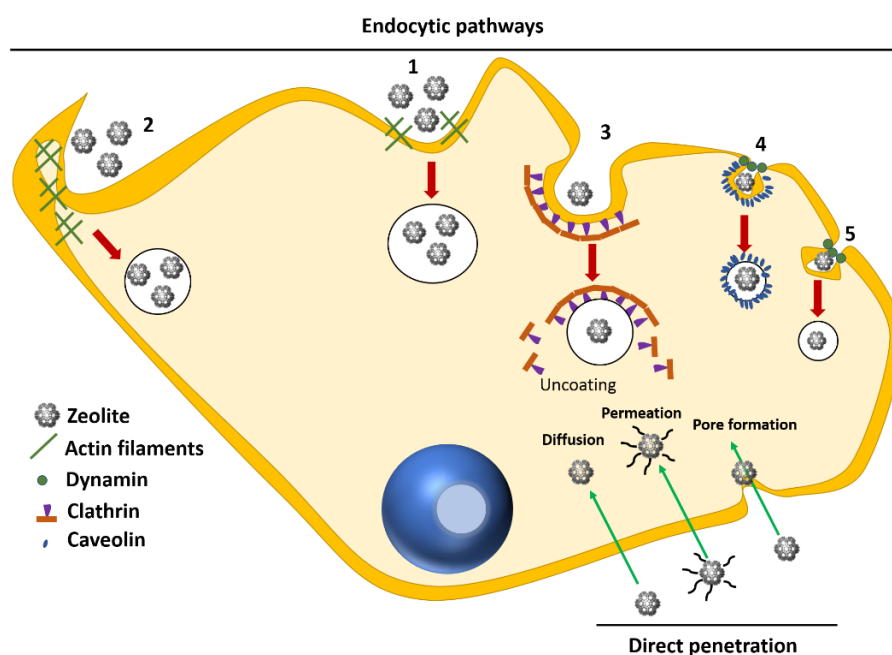 Endocytic pathways
1
2
3
4
5
Uncoating
Zeolite
Actin filaments
Dynamin
Clathrin
Caveolin
Diffusion
Permeation
Pore formation
Direct penetration